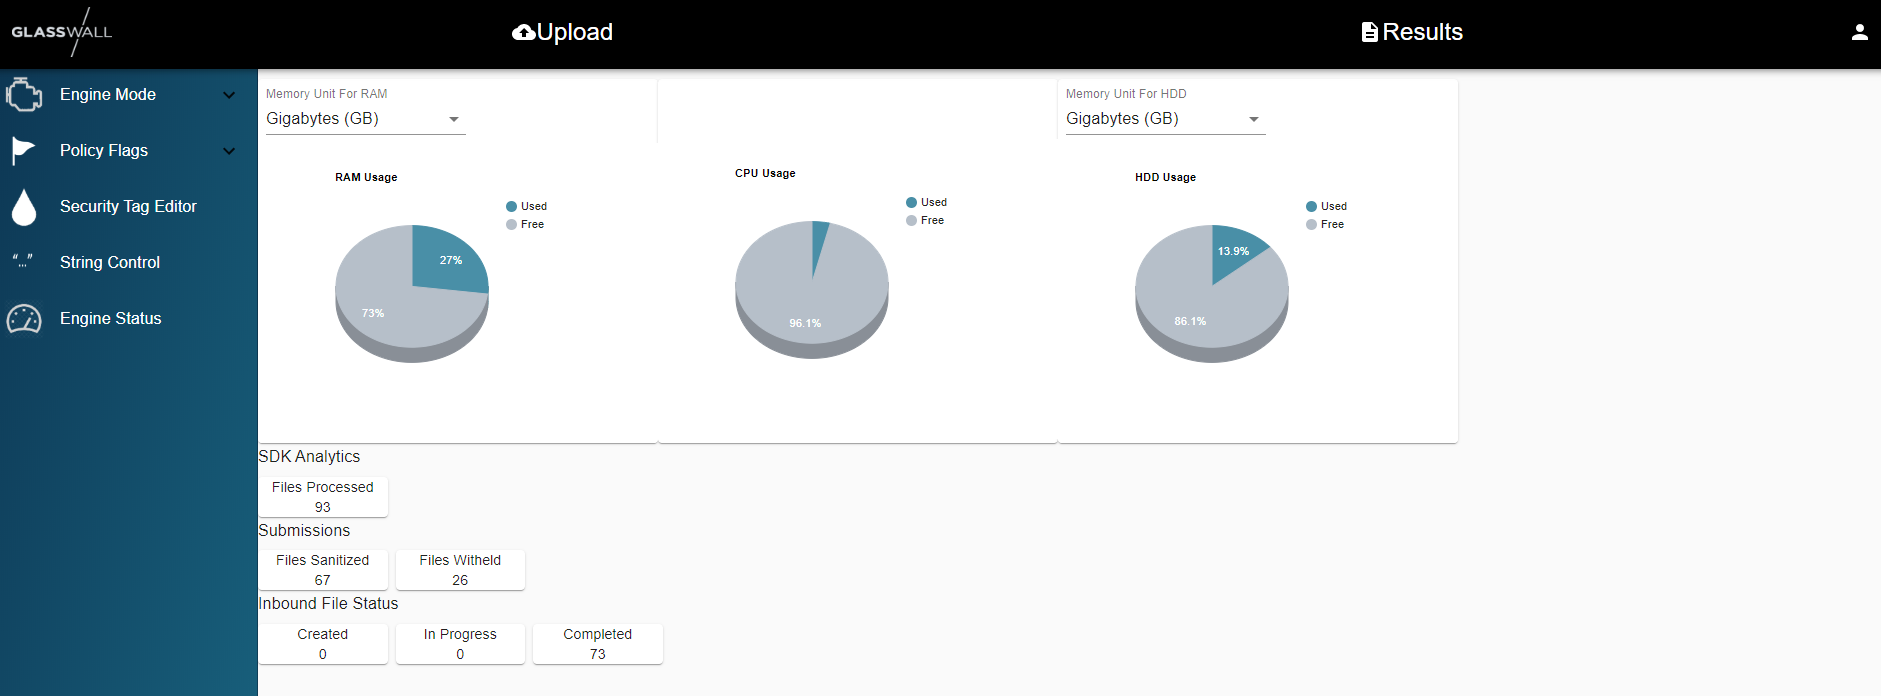 GLASSWALL
Upload
Results
Engine Mode
Policy Flags
Security Tag Editor
"..."
String Control
Engine Status
Memory Unit For RAM
Gigabytes (GB)
Memory Unit For HDD
Gigabytes (GB)
RAM Usage
Used
Free
27%
73%
CPU Usage
Used
Free
96.1%
HDD Usage
Used
Free
13.9%
86.1%
SDK Analytics
Files Processed
93
Submissions
Files Sanitized
67
Files Witheld
26
Inbound File Status
Created
0
In Progress
0
Completed
73